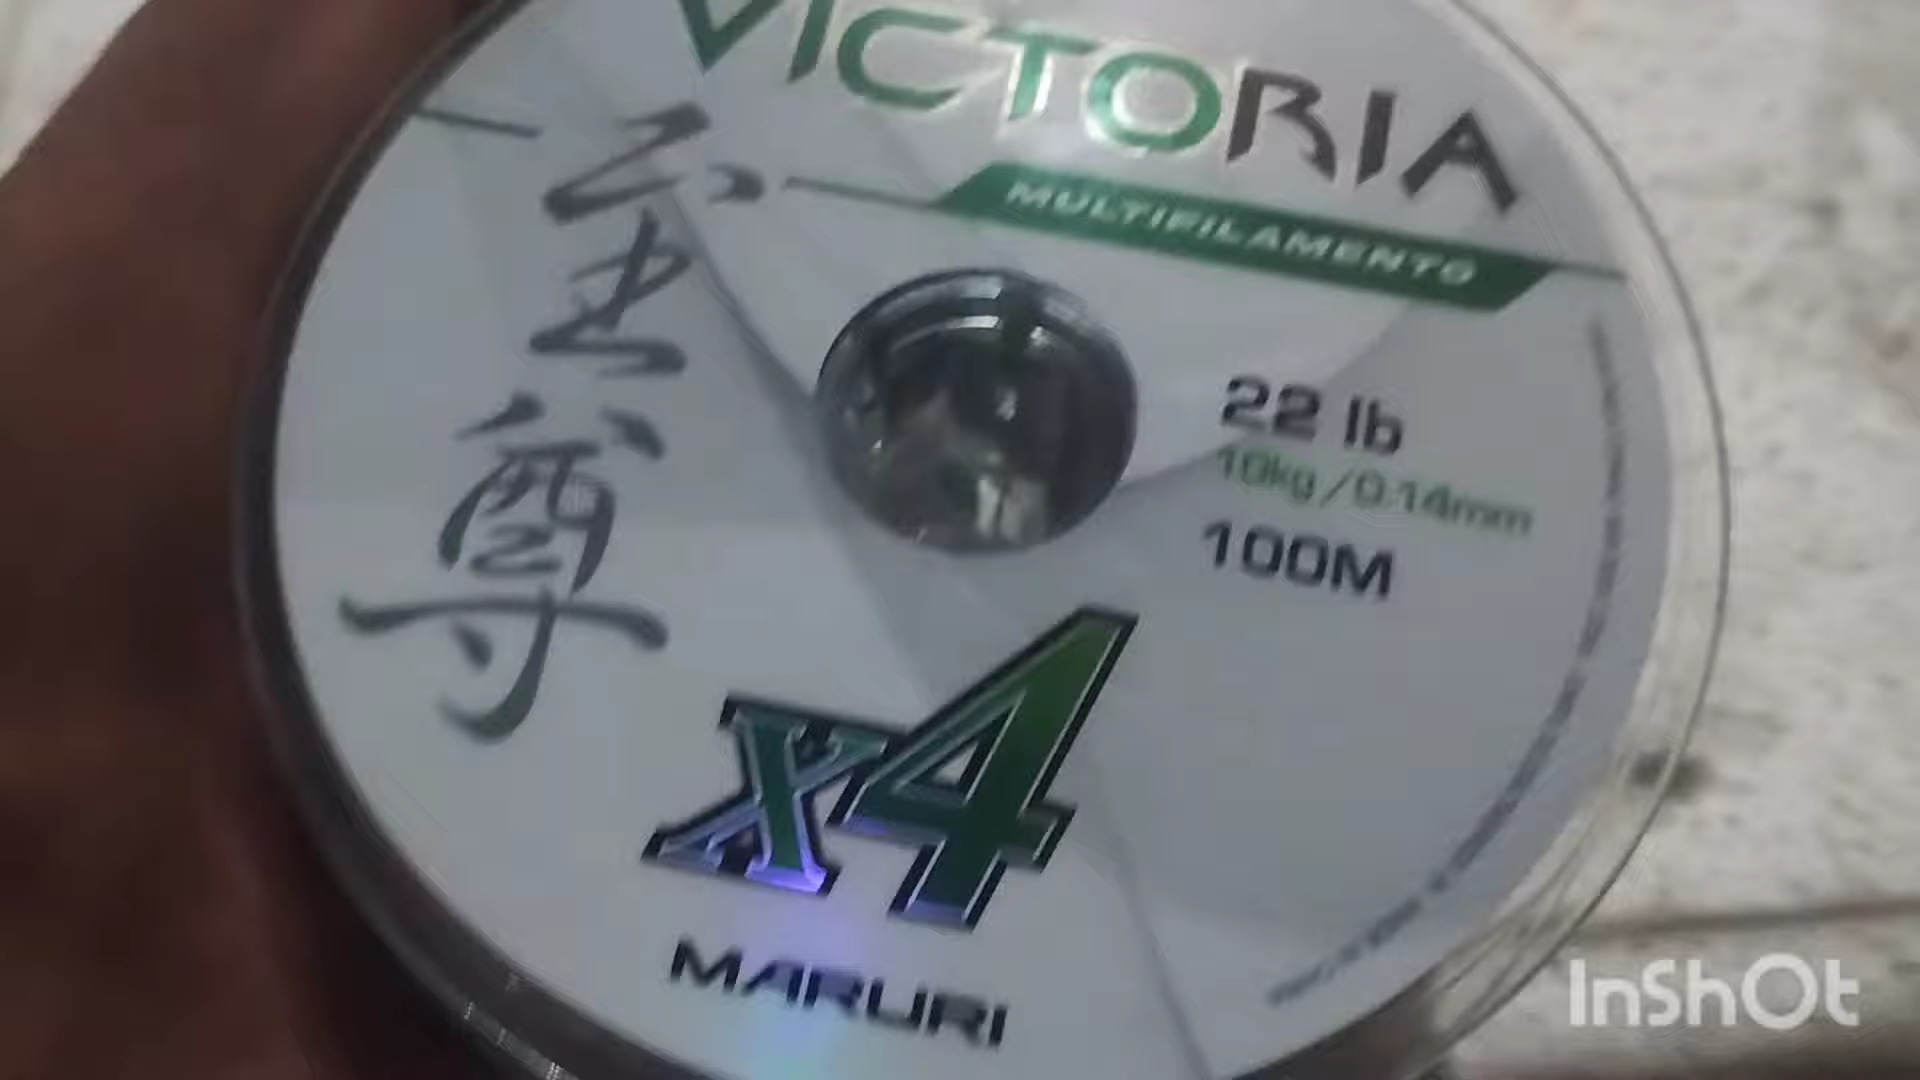 VICTORIA
MULTIFILAMENTO
22 lb
10kg/0.14mm
100M
x4
MARURI
InShOt